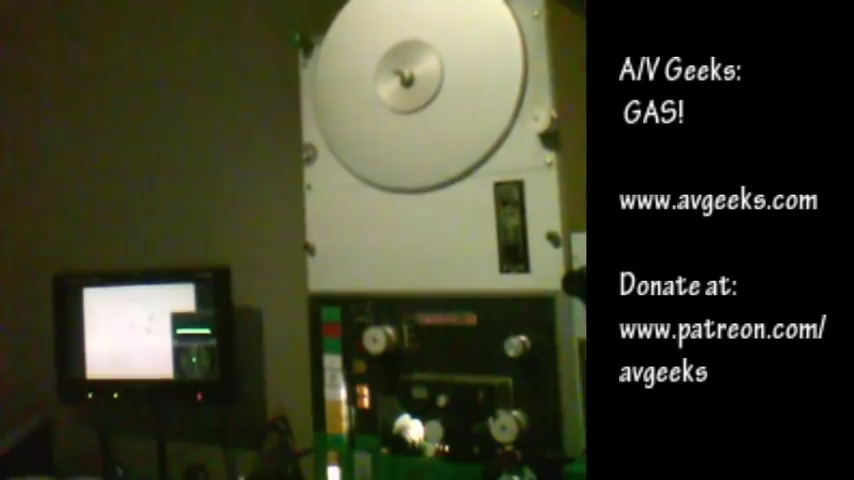 A/V Geeks:
GAS!
www.avgeeks.com
Donate at:
www.patreon.com/
avgeeks